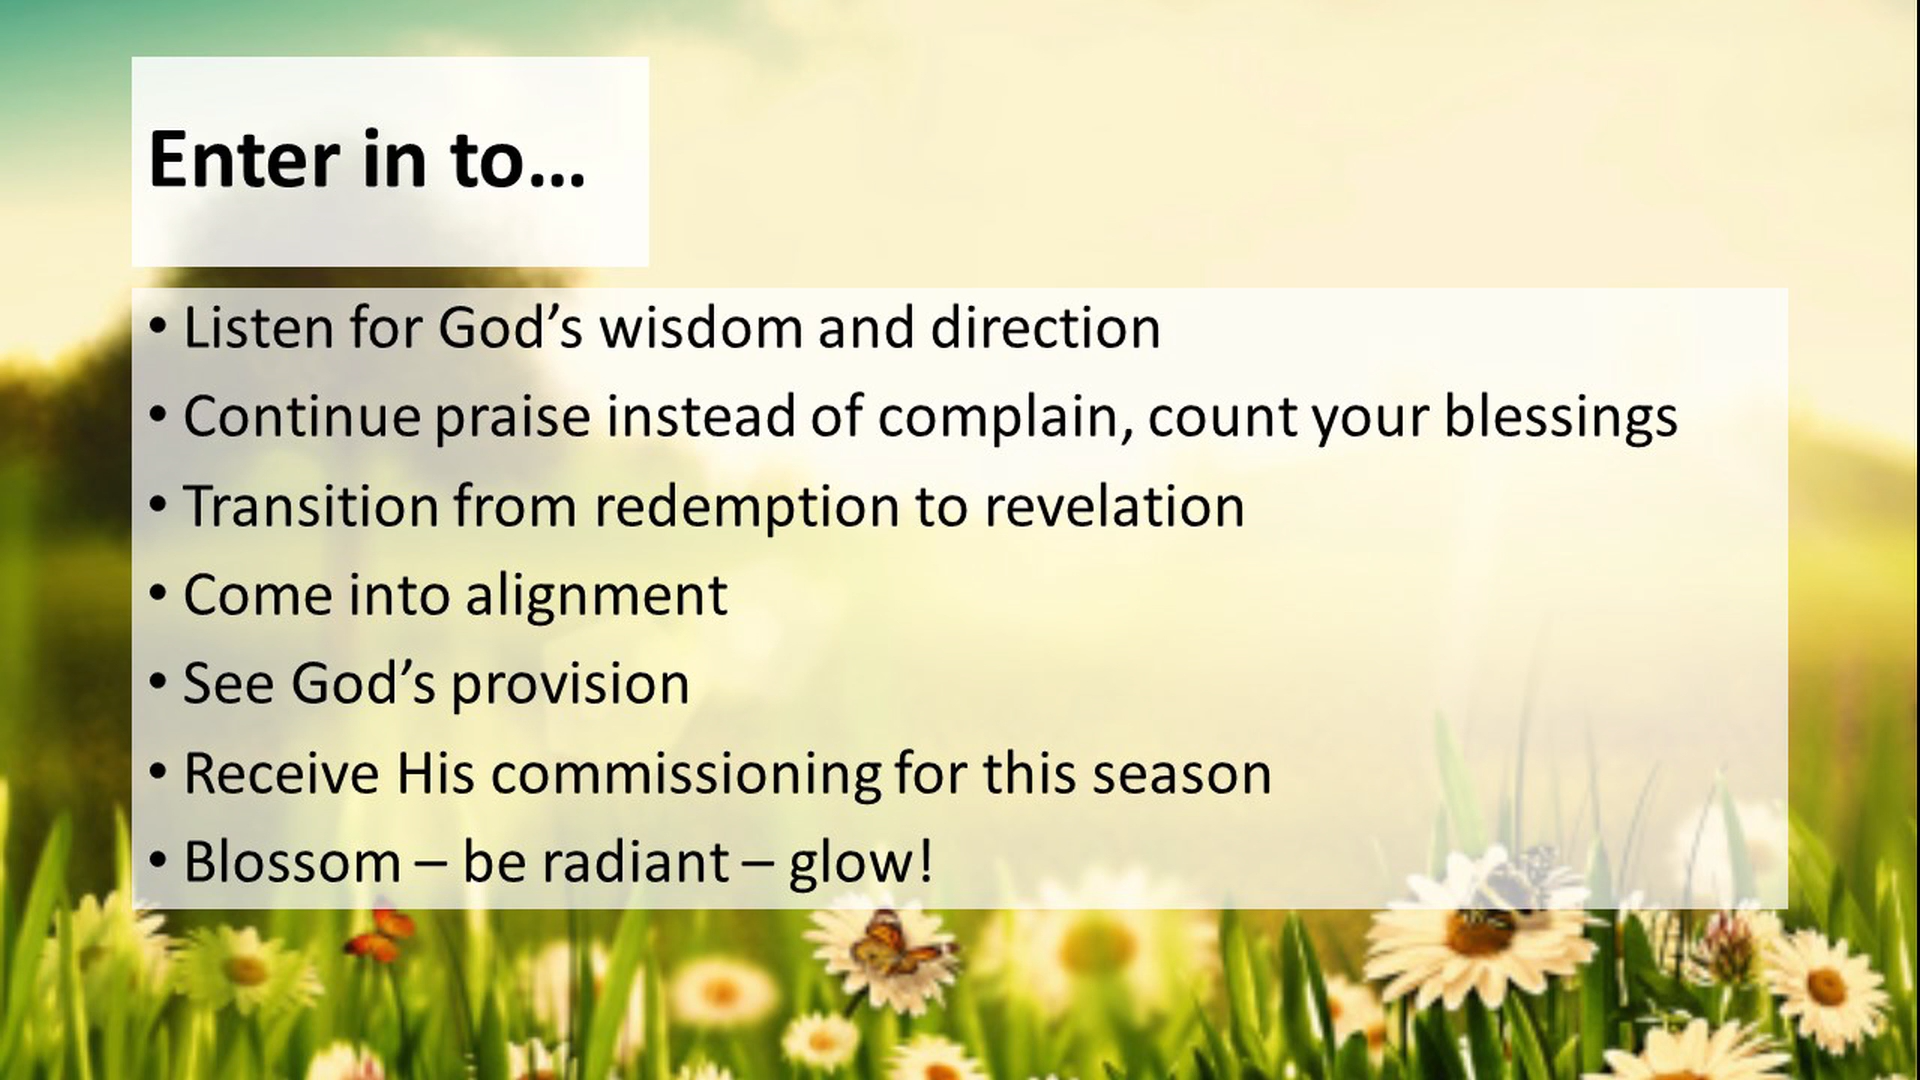 Enter in to…
• Listen for God’s wisdom and direction
• Continue praise instead of complain, count your blessings
• Transition from redemption to revelation
• Come into alignment
• See God’s provision
• Receive His commissioning for this season
• Blossom – be radiant – glow!